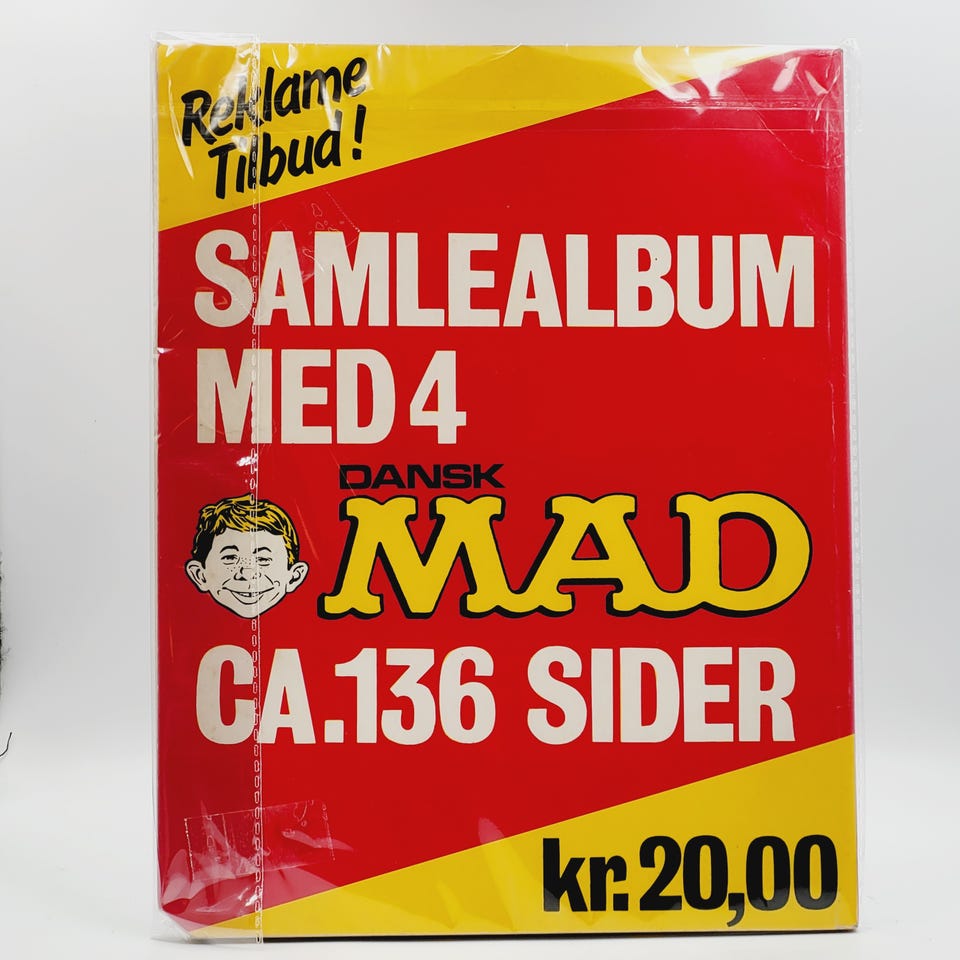 Reklame
Tilbud!
SAMLEALBUM
MED 4
DANSK
MAD
CA. 136 SIDER
kr. 20,00